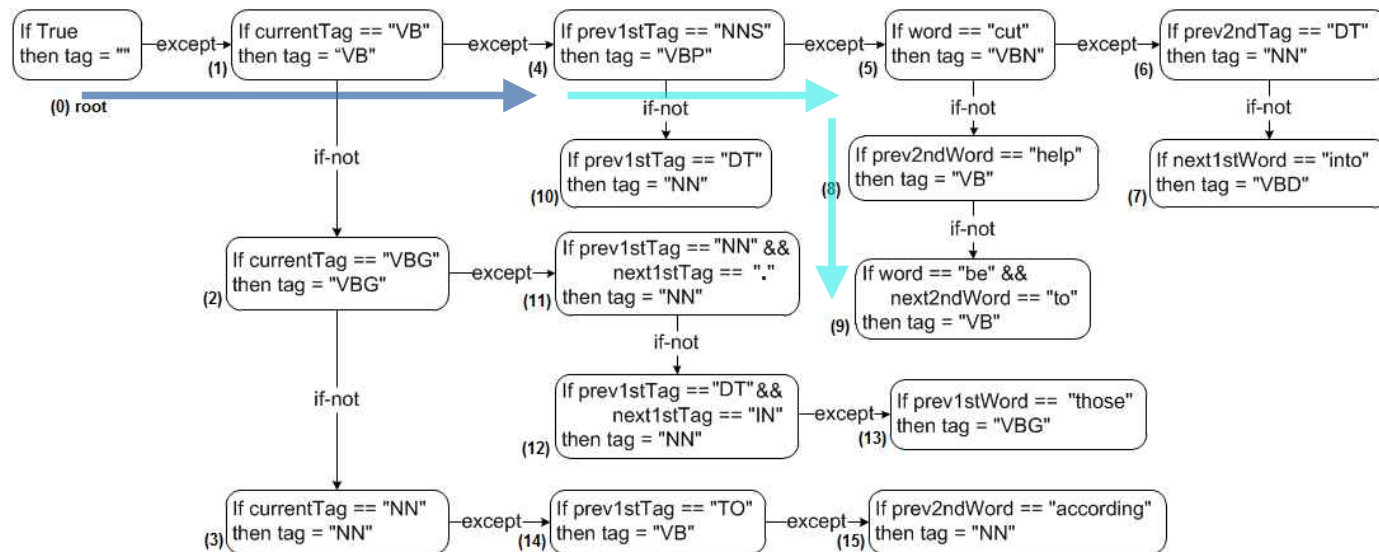 If True
then tag = ""
except
If currentTag == "VB"
then tag = "VB"
except
If prev1stTag == "NNS"
then tag = "VBP"
except
If word == "cut"
then tag = "VBN"
except
If prev2ndTag == "DT"
then tag = "NN"
(0) root
(1)
(4)
(5)
(6)
if-not
if-not
if-not
if-not
If prev1stTag == "DT"
then tag = "NN"
(10)
If prev2ndWord == "help"
then tag = "VB"
(8)
If next1stWord == "into"
then tag = "VBD"
(7)
if-not
If currentTag == "VBG"
then tag = "VBG"
(2)
except
If prev1stTag == "NN" &&
next1stTag == "."
then tag = "NN"
(11)
If word == "be" &&
next2ndWord == "to"
then tag = "VB"
(9)
if-not
if-not
If prev1stTag =="DT"&&
next1stTag == "IN"
then tag = "NN"
(12)
except
If prev1stWord == "those"
then tag = "VBG"
(13)
If currentTag == "NN"
then tag = "NN"
(3)
except
If prev1stTag == "TO"
then tag = "VB"
(14)
except
If prev2ndWord == "according"
then tag = "NN"
(15)